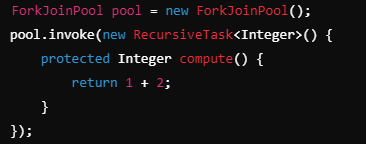 ForkJoinPool pool = new ForkJoinPool();
pool.invoke(new RecursiveTask<Integer>() {
    protected Integer compute() {
        return 1 + 2;
    }
});